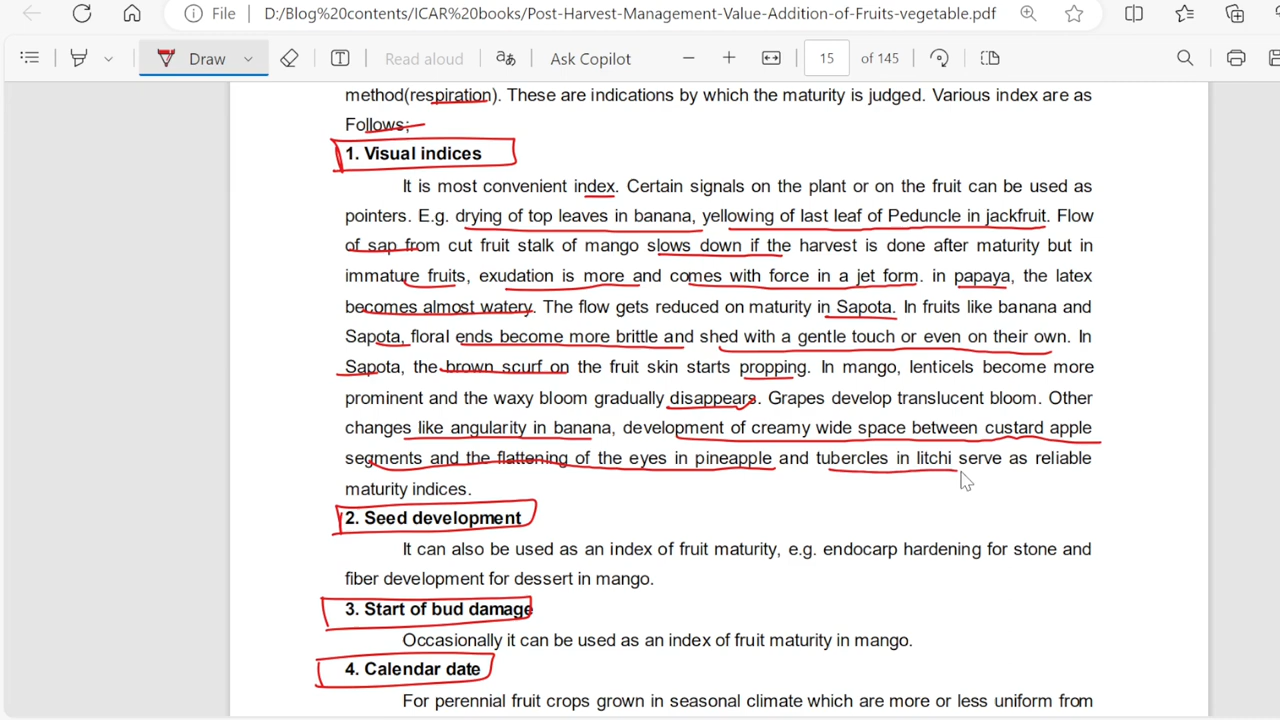 File D:/Blog%20contents/ICAR%20books/Post-Harvest-Management-Value-Addition-of-Fruits-vegetable.pdf
Draw Read aloud aあ Ask Copilot 15 of 145
method(respiration). These are indications by which the maturity is judged. Various index are as
Follows;
1. Visual indices
It is most convenient index. Certain signals on the plant or on the fruit can be used as
pointers. E.g. drying of top leaves in banana, yellowing of last leaf of Peduncle in jackfruit. Flow
of sap from cut fruit stalk of mango slows down if the harvest is done after maturity but in
immature fruits, exudation is more and comes with force in a jet form. in papaya, the latex
becomes almost watery. The flow gets reduced on maturity in Sapota. In fruits like banana and
Sapota, floral ends become more brittle and shed with a gentle touch or even on their own. In
Sapota, the brown scurf on the fruit skin starts propping. In mango, lenticels become more
prominent and the waxy bloom gradually disappears. Grapes develop translucent bloom. Other
changes like angularity in banana, development of creamy wide space between custard apple
segments and the flattening of the eyes in pineapple and tubercles in litchi serve as reliable
maturity indices.
2. Seed development
It can also be used as an index of fruit maturity, e.g. endocarp hardening for stone and
fiber development for dessert in mango.
3. Start of bud damage
Occasionally it can be used as an index of fruit maturity in mango.
4. Calendar date
For perennial fruit crops grown in seasonal climate which are more or less uniform from